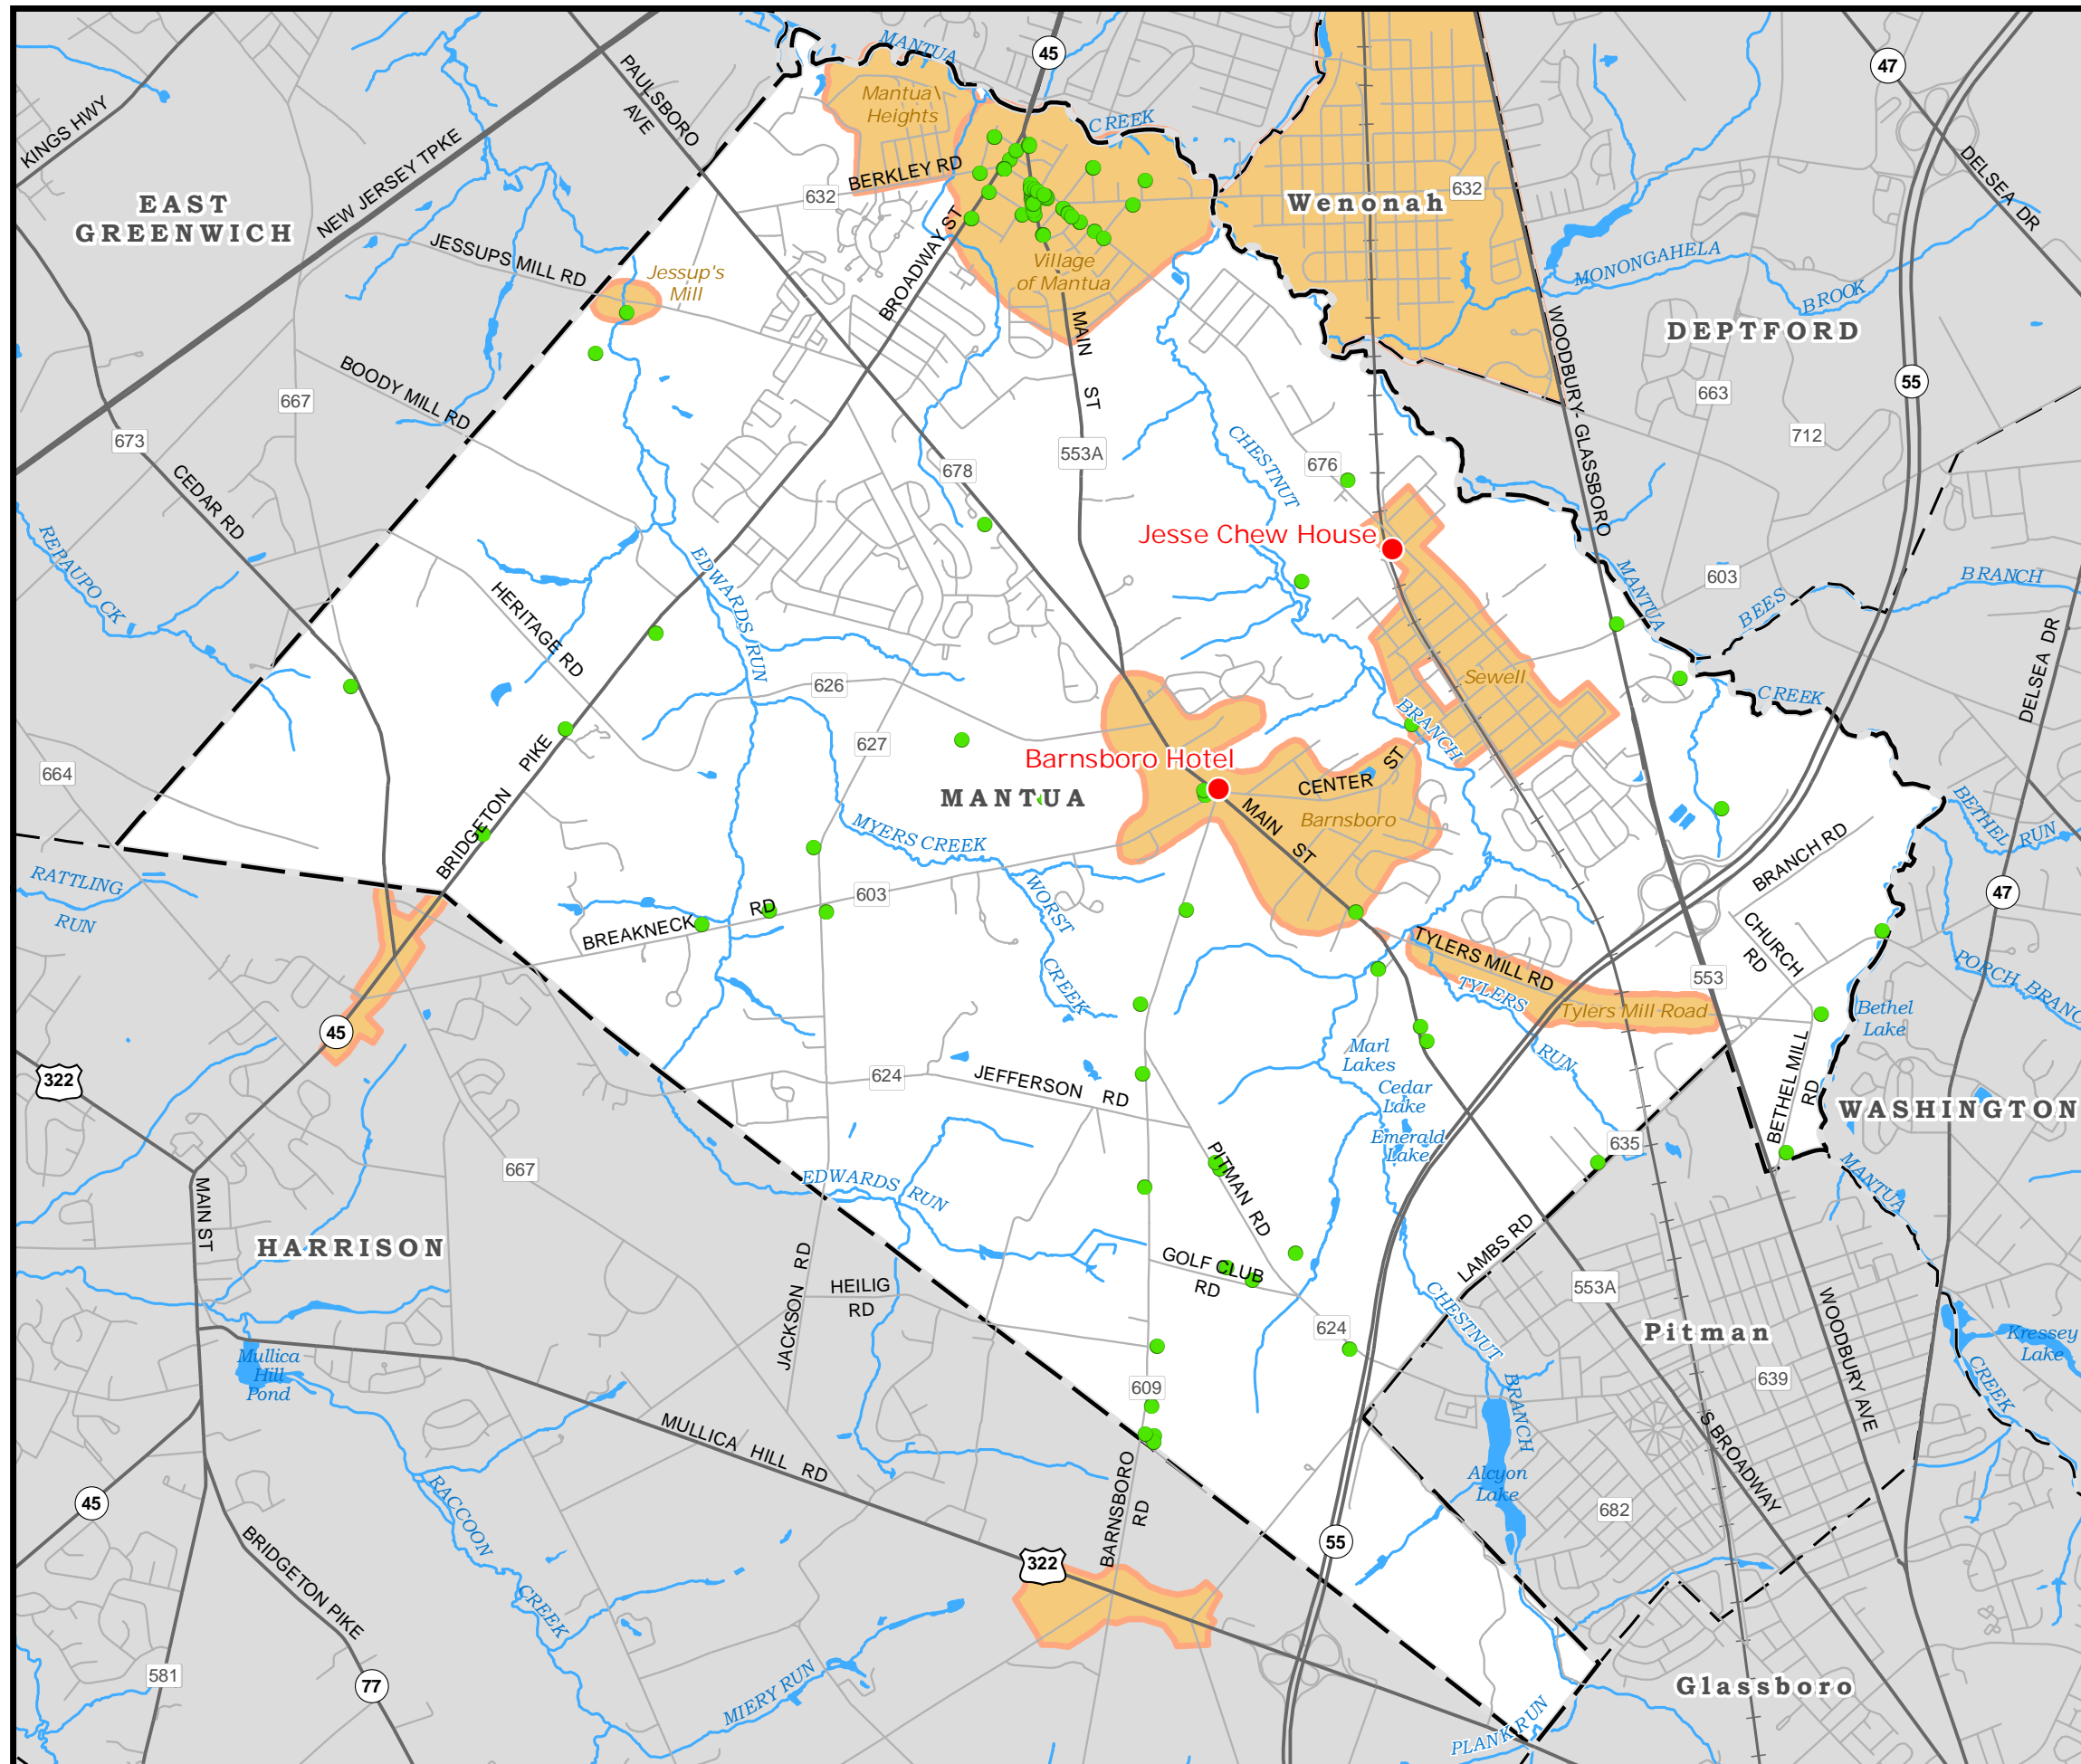 MANTUA
45
47
KINGS HWY
PAULSBORO
AVE
Mantua\
Heights
CREEK
DELSEA DR
NEW JERSEY TPKE
BERKLEY RD
632
632
EAST
GREENWICH
Wenonah
JESSUPS MILL RD
Jessup's
Mill
BROADWAY ST
Village
of Mantua
MONONGAHELA
BROOK
DEPTFORD
MAIN
ST
WOODBURY-GLASSBORO
BOODY MILL RD
667
663
55
673
712
553A
CHESTNUT
676
678
CEDAR RD
REPAUPO CK
Jesse Chew House
EDWARDS RUN
HERITAGE RD
MANTUA
603
BEES
BRANCH
DELSEA DR
626
Sewell
CREEK
BRANCH
627
664
Barnsboro Hotel
CENTER
ST
MANTUA
MAIN
ST
Barnsboro
BRIDGETON
PIKE
MYERS CREEK
BETHEL
RUN
BRANCH RD
RATTLING
RUN
603
WORST
CREEK
47
BREAKNECK
RD
CHURCH
RD
TYLERS MILL RD
TYLERS
RUN
553
PORCH BRANC
Tylers Mill Road
Bethel
Lake
45
Marl
Lakes
322
624
JEFFERSON
RD
Cedar
Lake
BETHEL MILL
RD
WASHINGTON
Emerald
Lake
635
667
PITMAN RD
EDWARDS
RUN
MANTUA
MAIN ST
HARRISON
LAMBS RD
GOLF CLUB
RD
JACKSON
RD
HEILIG
RD
553A
CHESTNUT
BRANCH
WOODBURY AVE
624
Pitman
Kressey
Lake
Mullica
Hill
Pond
639
CREEK
609
S BROADWAY
MULLICA
HILL
RD
Alcyon
Lake
45
RACCOON
CREEK
BARNSBORO
RD
682
55
322
BRIDGETON PIKE
581
77
MIERY RUN
Glassboro
PLANK RUN